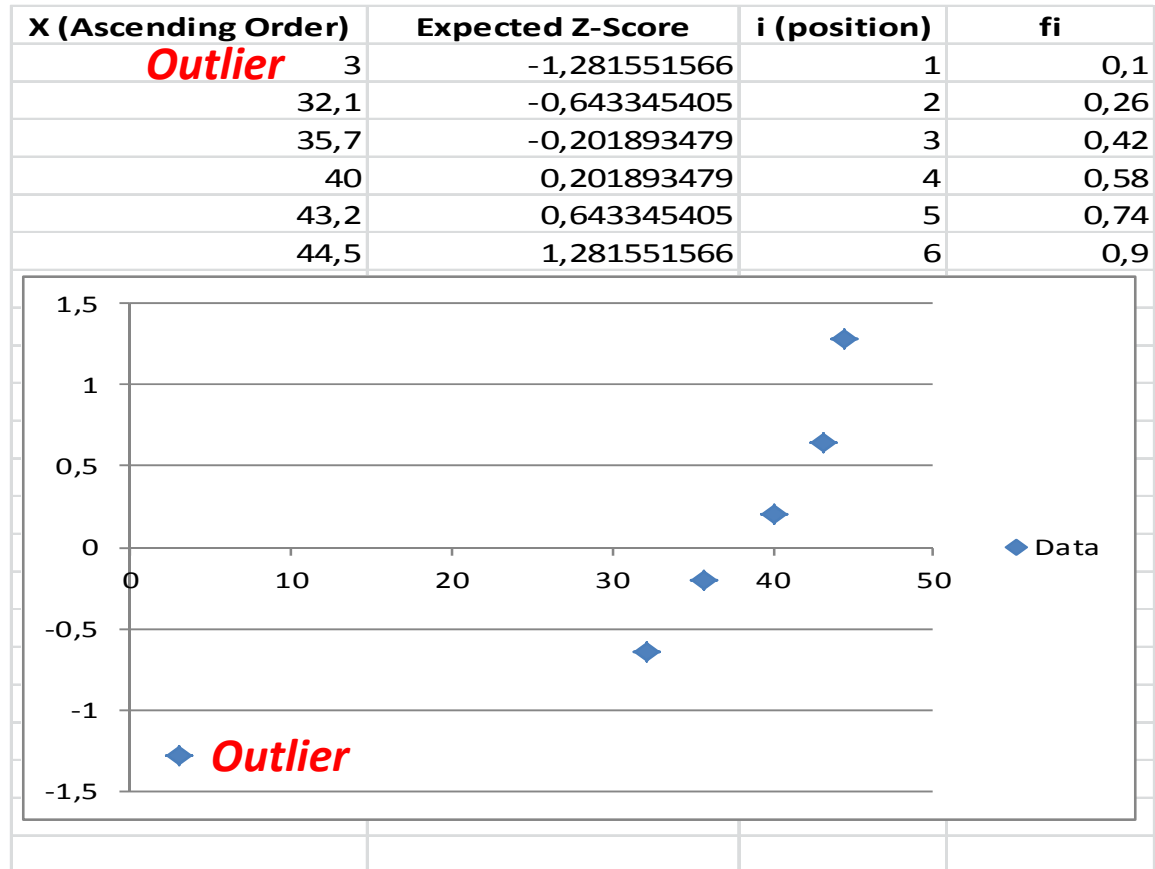 X (Ascending Order) Expected Z-Score i (position) fi
Outlier 3 -1,281551566 1 0,1
32,1 -0,643345405 2 0,26
35,7 -0,201893479 3 0,42
40 0,201893479 4 0,58
43,2 0,643345405 5 0,74
44,5 1,281551566 6 0,9
1,5
1
0,5
0
Data
0 10 20 30 40 50
-0,5
-1
Outlier
-1,5